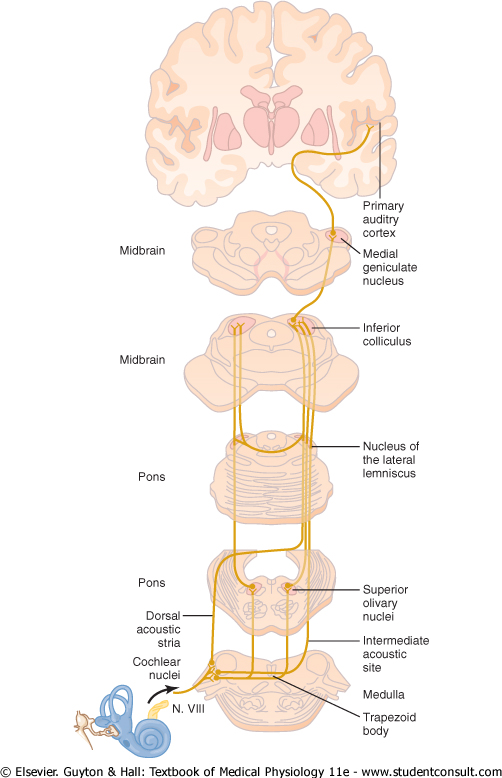 Primary
auditry
cortex
Midbrain
Medial
geniculate
nucleus
Inferior
colliculus
Midbrain
Nucleus of
the lateral
lemniscus
Pons
Pons
Superior
olivary
nuclei
Dorsal
acoustic
stria
Intermediate
acoustic
site
Cochlear
nuclei
Medulla
N. VIII
Trapezoid
body
© Elsevier. Guyton & Hall: Textbook of Medical Physiology 11e - www.studentconsult.com